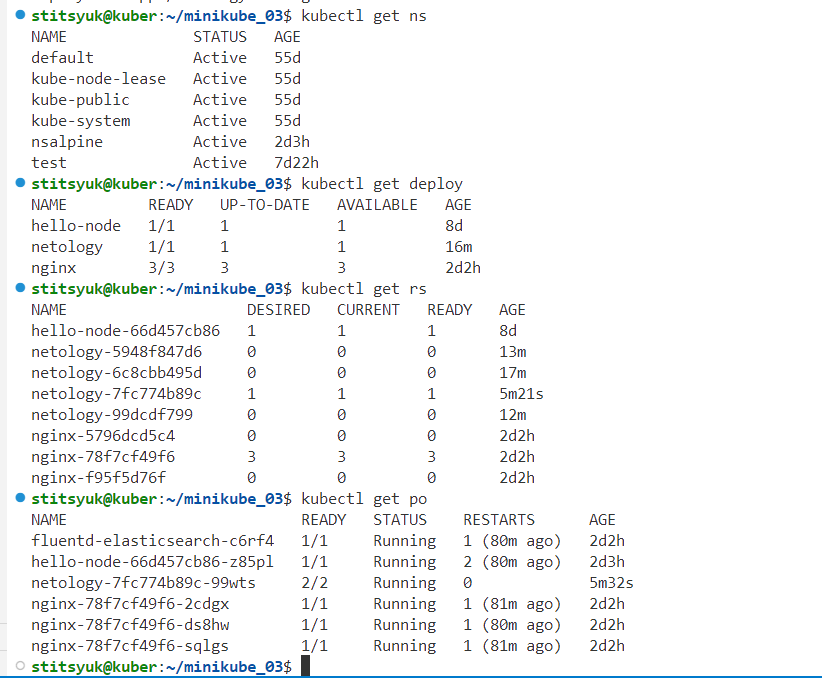 stitsyuk@kuber:~/minikube_03$ kubectl get ns
NAME STATUS AGE
default Active 55d
kube-node-lease Active 55d
kube-public Active 55d
kube-system Active 55d
nsalpine Active 2d3h
test Active 7d22h
stitsyuk@kuber:~/minikube_03$ kubectl get deploy
NAME READY UP-TO-DATE AVAILABLE AGE
hello-node 1/1 1 1 8d
netology 1/1 1 1 16m
nginx 3/3 3 3 2d2h
stitsyuk@kuber:~/minikube_03$ kubectl get rs
NAME DESIRED CURRENT READY AGE
hello-node-66d457cb86 1 1 1 8d
netology-5948f847d6 0 0 0 13m
netology-6c8cbb495d 0 0 0 17m
netology-7fc774b89c 1 1 1 5m21s
netology-99dcdf799 0 0 0 12m
nginx-5796dcd5c4 0 0 0 2d2h
nginx-78f7cf49f6 3 3 3 2d2h
nginx-f95f5d76f 0 0 0 2d2h
stitsyuk@kuber:~/minikube_03$ kubectl get po
NAME READY STATUS RESTARTS AGE
fluentd-elasticsearch-c6rf4 1/1 Running 1 (80m ago) 2d2h
hello-node-66d457cb86-z85pl 1/1 Running 2 (80m ago) 2d3h
netology-7fc774b89c-99wts 2/2 Running 0 5m32s
nginx-78f7cf49f6-2cdgx 1/1 Running 1 (81m ago) 2d2h
nginx-78f7cf49f6-ds8hw 1/1 Running 1 (80m ago) 2d2h
nginx-78f7cf49f6-sqlgs 1/1 Running 1 (81m ago) 2d2h
stitsyuk@kuber:~/minikube_03$